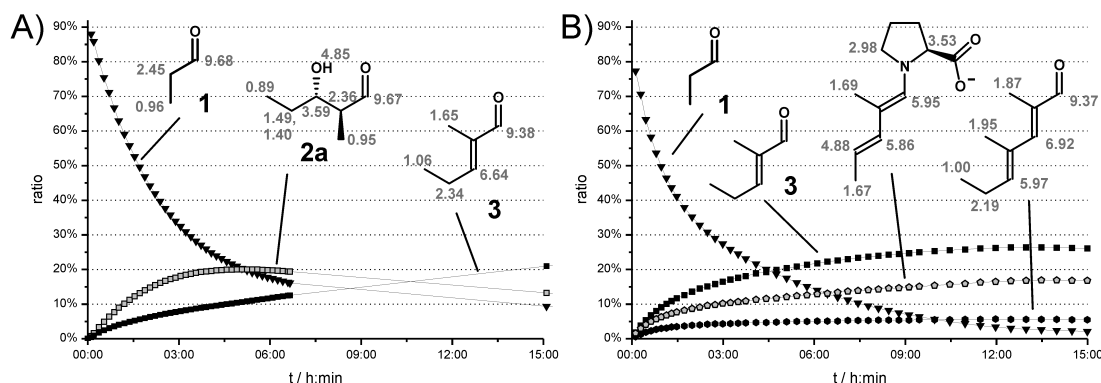 A)
90%
80%
70%
60%
50%
40%
30%
20%
10%
0%
ratio
00:00 03:00 06:00 09:00 12:00 15:00
t / h:min
O
2.45 9.68
0.96
1
4.85
OH O
0.89
2.36
9.67
3.59
1.49,
1.40
0.95
2a
O
1.65
9.38
1.06
6.64
2.34
3
B)
90%
80%
70%
60%
50%
40%
30%
20%
10%
0%
ratio
00:00 03:00 06:00 09:00 12:00 15:00
t / h:min
O
1
O
3
3.53
O
2.98
N
O⁻
1.69
5.95
4.88 5.86
1.67
O
1.87
9.37
1.95
6.92
1.00
5.97
2.19